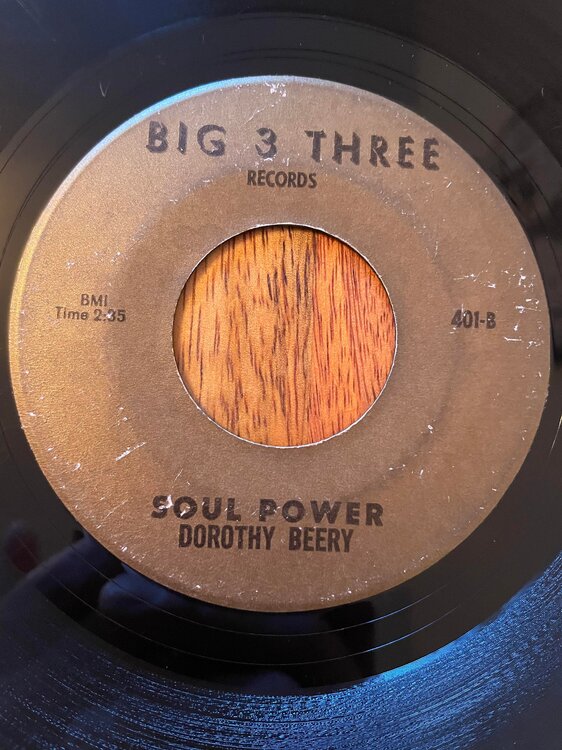 BIG 3 THREE
RECORDS
BMI
Time 2:35
401-B
SOUL POWER
DOROTHY BEERY